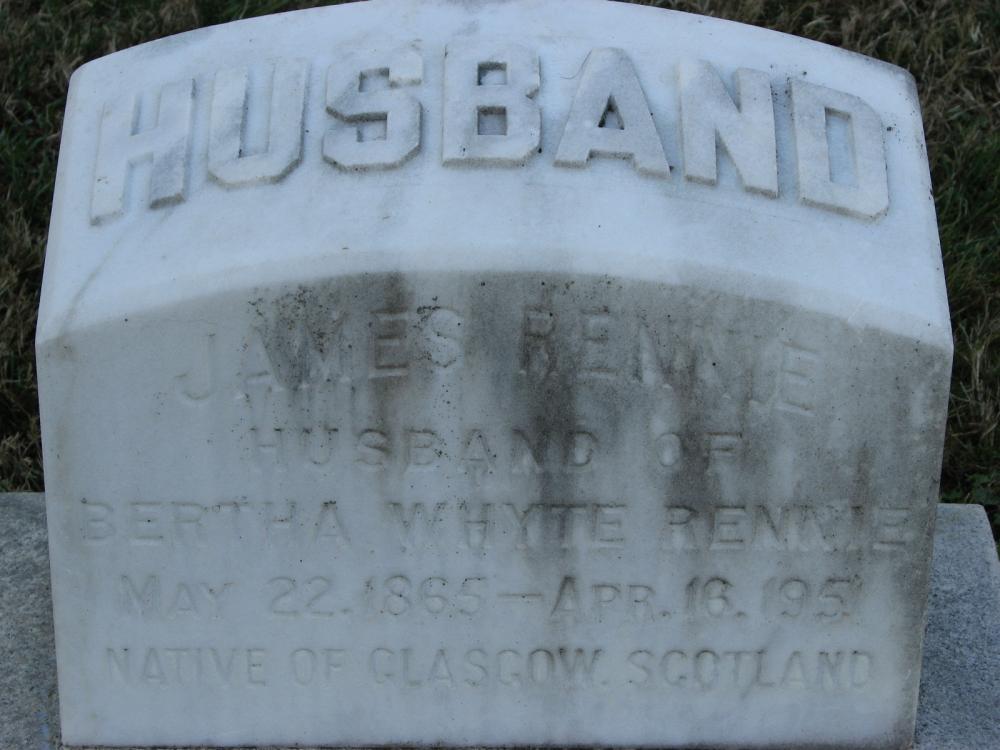 HUSBAND
JAMES RENNIE
HUSBAND OF
BERTHA WHYTE RENNIE
MAY 22. 1865 — APR. 16. 1951
NATIVE OF GLASGOW. SCOTLAND